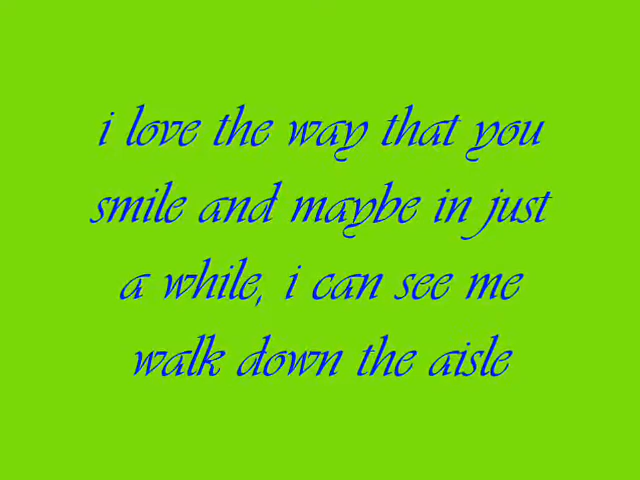 i love the way that you
smile and maybe in just
a while, i can see me
walk down the aisle